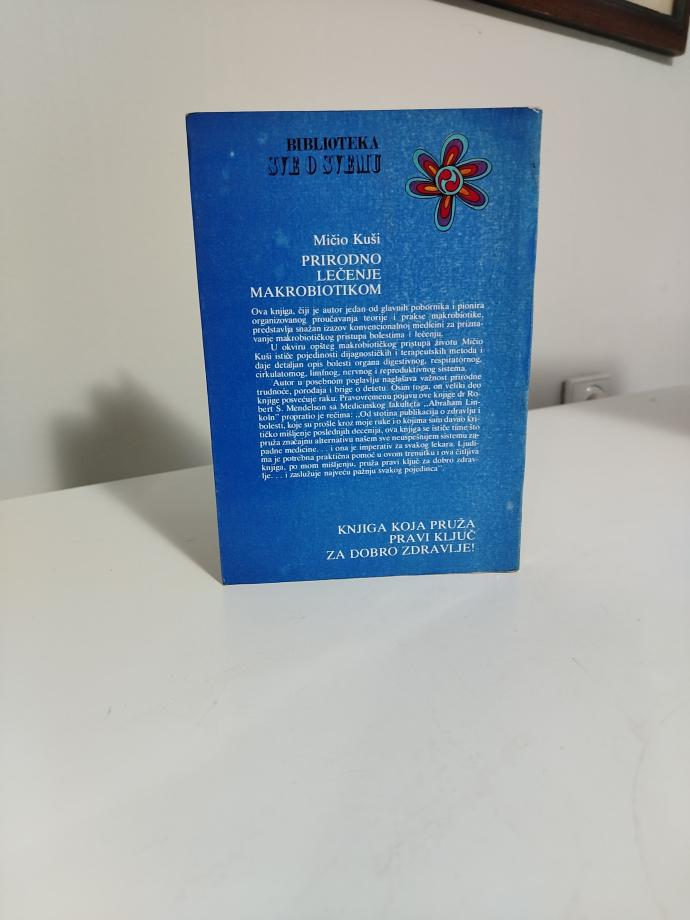 BIBLIOTEKA
SVE O SVEMU
Mičio Kuši
PRIRODNO
LEČENJE
MAKROBIOTIKOM
Ova knjiga, čiji je autor jedan od glavnih pobornika i pionira
organizovanog proučavanja teorije i prakse makrobiotike,
predstavlja snažan izazov konvencionalnoj medicini za prizna-
vanje makrobiotičkog pristupa bolestima i lečenju.
U okviru opšteg makrobiotičkog pristupa životu Mičio
Kuši ističe pojedinosti dijagnostičkih i terapeutskih metoda i
daje detaljan opis bolesti organa digestivnog, respiratornog,
cirkulatornog, limfnog, nervnog i reproduktivnog sistema.
Autor u posebnom poglavlju naglašava važnost prirodne
trudnoće, porođaja i brige o detetu. Osim toga, on veliki deo
knjige posvećuje raku. Pravovremenu pojavu ove knjige dr Ro-
bert S. Mendelson sa Medicinskog fakulteta „Abraham Lin-
koln” propratio je rečima: „Od stotina publikacija o zdravlju i
bolesti, koje su prošle kroz moje ruke i o kojima sam davao kri-
tičko mišljenje poslednjih decenija, ova knjiga se ističe time što
pruža značajnu alternativu našem sve neuspešnijem sistemu za-
padne medicine. . . i ona je imperativ za svakog lekara. Ljudi-
ma je potrebna praktična pomoć u ovom trenutku i ova čitljiva
knjiga, po mom mišljenju, pruža pravi ključ za dobro zdrav-
lje. . . i zaslužuje najveću pažnju svakog pojedinca”.
KNJIGA KOJA PRUŽA
PRAVI KLJUČ
ZA DOBRO ZDRAVLJE!